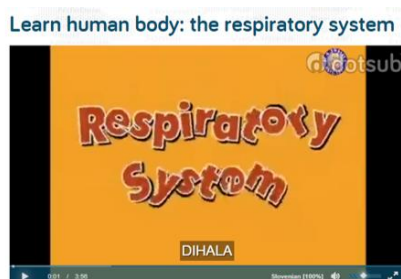 Learn human body: the respiratory system
dotsub
Respiratory
System
DIHALA
0:01 / 3:56
Slovenian [100%]